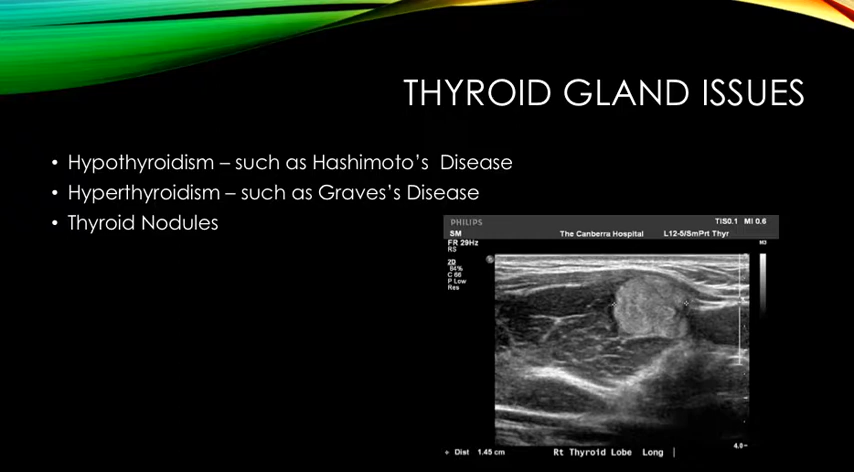 THYROID GLAND ISSUES
• Hypothyroidism – such as Hashimoto's  Disease
• Hyperthyroidism – such as Graves's Disease
• Thyroid Nodules
PHILIPS
TIS0.1 MI 0.6
SM
The Canberra Hospital
L12-5/SmPrt Thyr
FR 29Hz
RS
M3
2D
84%
C 66
P Low
Res
4.0
+ Dist 1.45 cm
Rt Thyroid Lobe Long